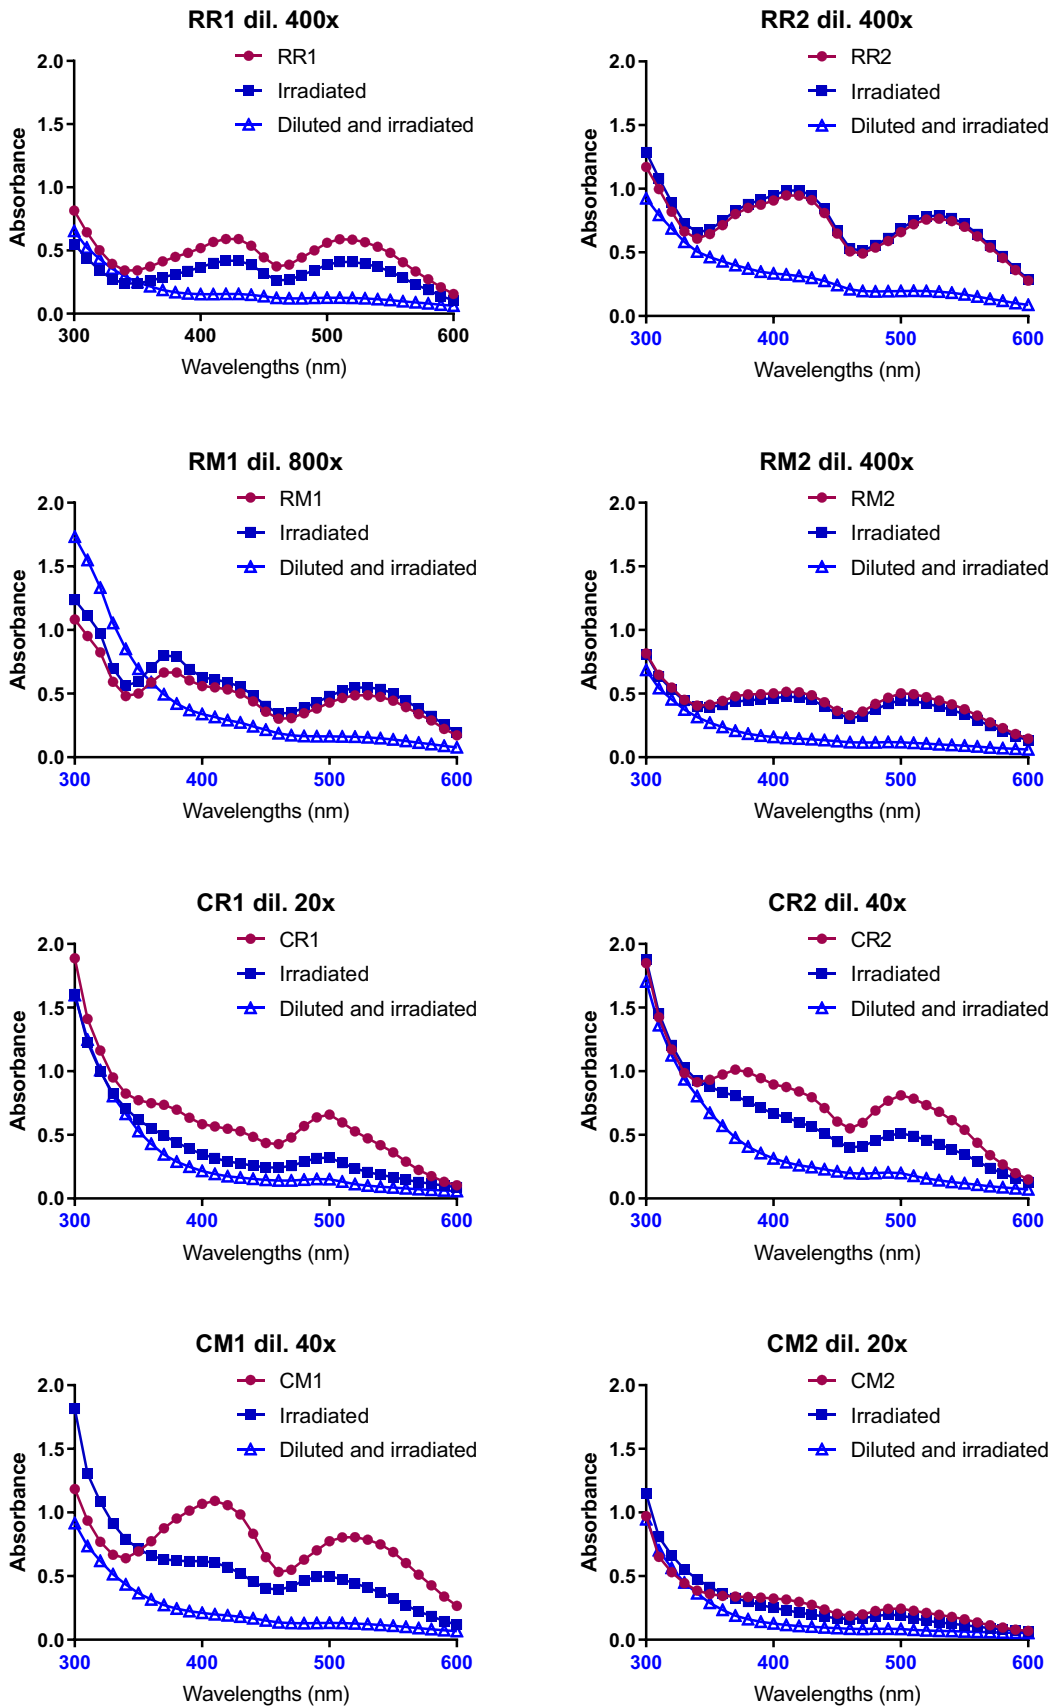 RR1 dil. 400x
RR1
Irradiated
Diluted and irradiated
Absorbance
2.0
1.5
1.0
0.5
0.0
300
400
500
600
Wavelengths (nm)
RR2 dil. 400x
RR2
Irradiated
Diluted and irradiated
Absorbance
2.0
1.5
1.0
0.5
0.0
300
400
500
600
Wavelengths (nm)
RM1 dil. 800x
RM1
Irradiated
Diluted and irradiated
Absorbance
2.0
1.5
1.0
0.5
0.0
300
400
500
600
Wavelengths (nm)
RM2 dil. 400x
RM2
Irradiated
Diluted and irradiated
Absorbance
2.0
1.5
1.0
0.5
0.0
300
400
500
600
Wavelengths (nm)
CR1 dil. 20x
CR1
Irradiated
Diluted and irradiated
Absorbance
2.0
1.5
1.0
0.5
0.0
300
400
500
600
Wavelengths (nm)
CR2 dil. 40x
CR2
Irradiated
Diluted and irradiated
Absorbance
2.0
1.5
1.0
0.5
0.0
300
400
500
600
Wavelengths (nm)
CM1 dil. 40x
CM1
Irradiated
Diluted and irradiated
Absorbance
2.0
1.5
1.0
0.5
0.0
300
400
500
600
Wavelengths (nm)
CM2 dil. 20x
CM2
Irradiated
Diluted and irradiated
Absorbance
2.0
1.5
1.0
0.5
0.0
300
400
500
600
Wavelengths (nm)